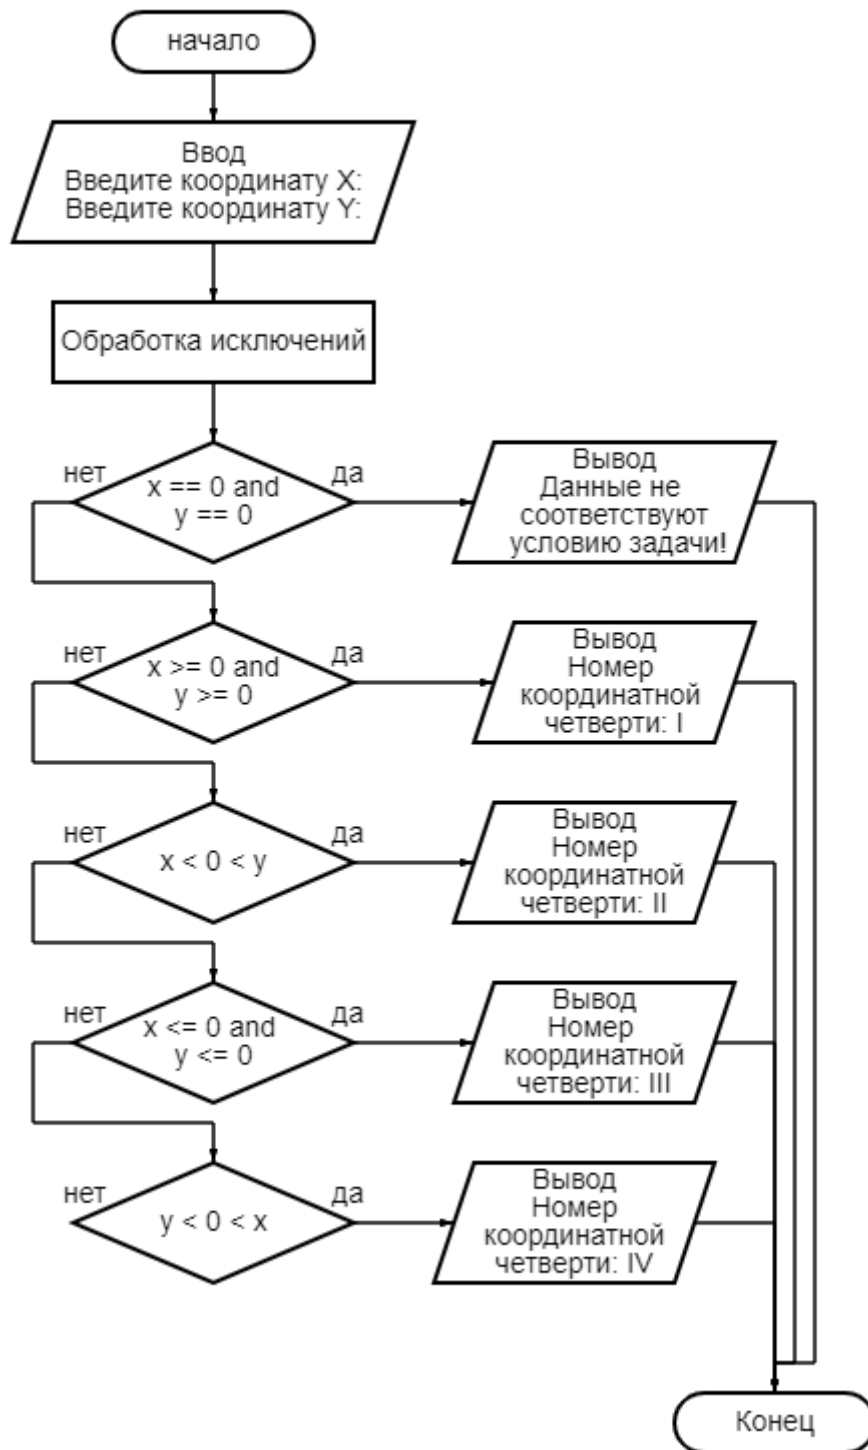 начало
Ввод
Введите координату X:
Введите координату Y:
Обработка исключений
нет
x == 0 and
y == 0
да
Вывод
Данные не
соответствуют
условию задачи!
нет
x >= 0 and
y >= 0
да
Вывод
Номер
координатной
четверти: I
нет
x < 0 < y
да
Вывод
Номер
координатной
четверти: II
нет
x <= 0 and
y <= 0
да
Вывод
Номер
координатной
четверти: III
нет
y < 0 < x
да
Вывод
Номер
координатной
четверти: IV
Конец